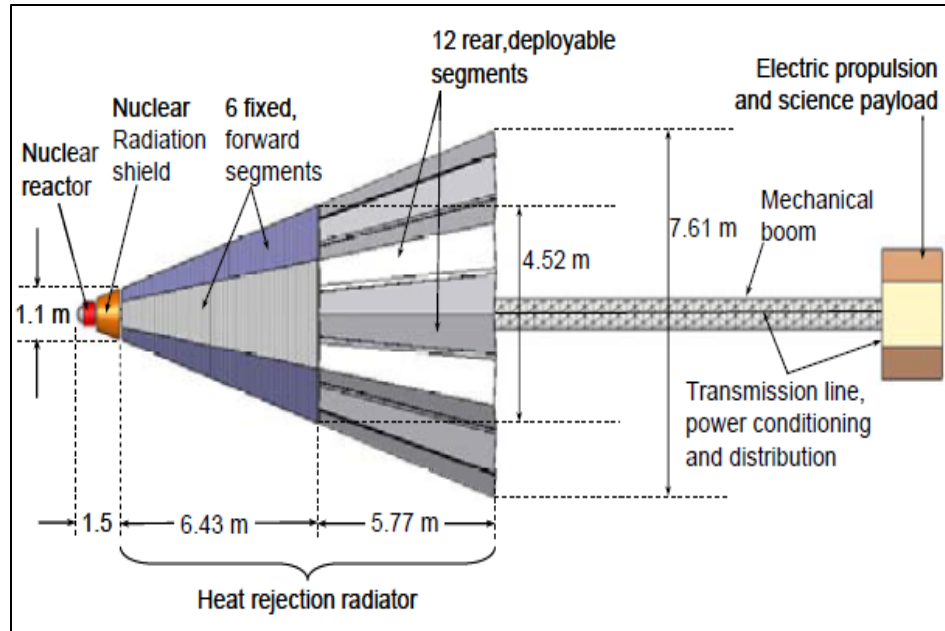 12 rear,deployable
segments
Electric propulsion
and science payload
Nuclear
Radiation
shield
6 fixed,
forward
segments
Nuclear
reactor
Mechanical
boom
7.61 m
4.52 m
1.1 m
Transmission line,
power conditioning
and distribution
1.5
6.43 m
5.77 m
Heat rejection radiator